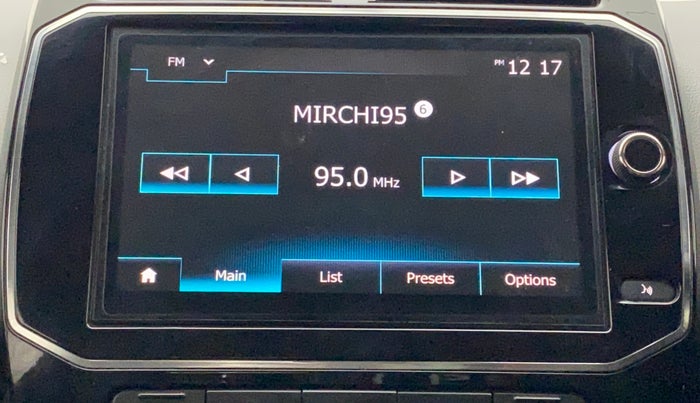 FM
PM 12 17
MIRCHI95 6
95.0 MHz
Main List Presets Options